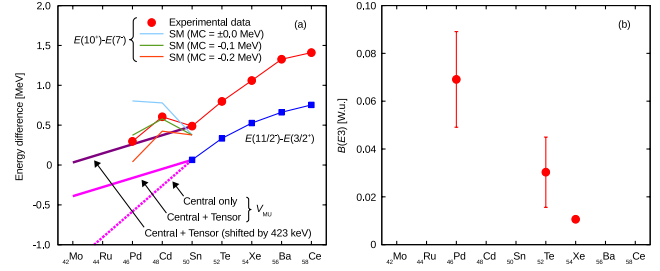 2,0
1,5
1,0
0,5
0
-0,5
-1,0
Energy difference [MeV]
(a)
E(10⁺)-E(7⁻)
Experimental data
SM (MC = ±0,0 MeV)
SM (MC = -0,1 MeV)
SM (MC = -0.2 MeV)
E(11/2⁻)-E(3/2⁺)
Central only
Central + Tensor
V_MU
Central + Tensor (shifted by 423 keV)
₄₂Mo ₄₄Ru ₄₆Pd ₄₈Cd ₅₀Sn ₅₂Te ₅₄Xe ₅₆Ba ₅₈Ce
0,10
0,08
0,06
0.04
0.02
0
B(E3) [W.u.]
(b)
₄₂Mo ₄₄Ru ₄₆Pd ₄₈Cd ₅₀Sn ₅₂Te ₅₄Xe ₅₆Ba ₅₈Ce